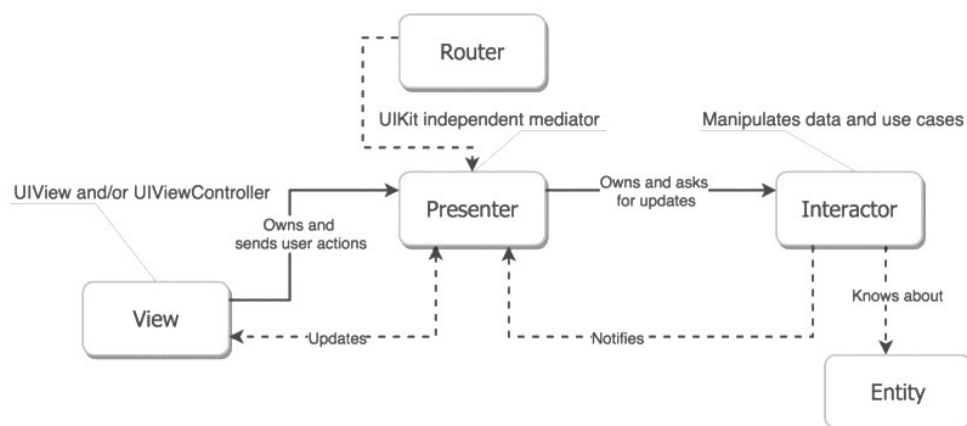 Router
UIKit independent mediator
Manipulates data and use cases
UIView and/or UIViewController
Owns and
sends user actions
Presenter
Owns and asks
for updates
Interactor
View
Updates
Notifies
Knows about
Entity